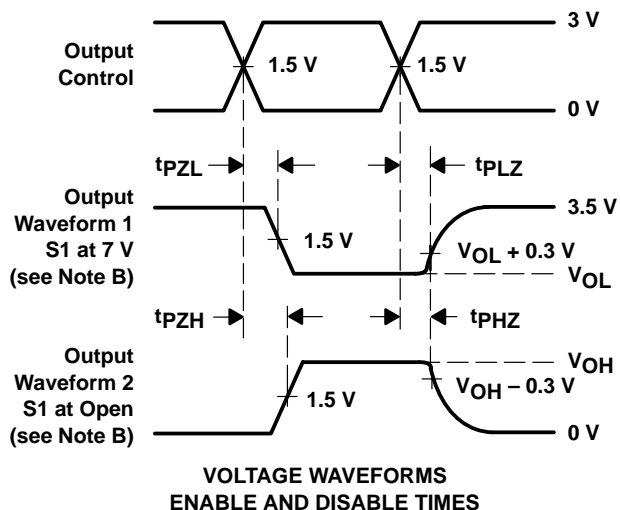 3 V
Output
Control
1.5 V
1.5 V
0 V
tPZL
tPLZ
Output
Waveform 1
S1 at 7 V
(see Note B)
3.5 V
1.5 V
VOL + 0.3 V
VOL
tPZH
tPHZ
Output
Waveform 2
S1 at Open
(see Note B)
VOH
1.5 V
VOH – 0.3 V
0 V
VOLTAGE WAVEFORMS
ENABLE AND DISABLE TIMES